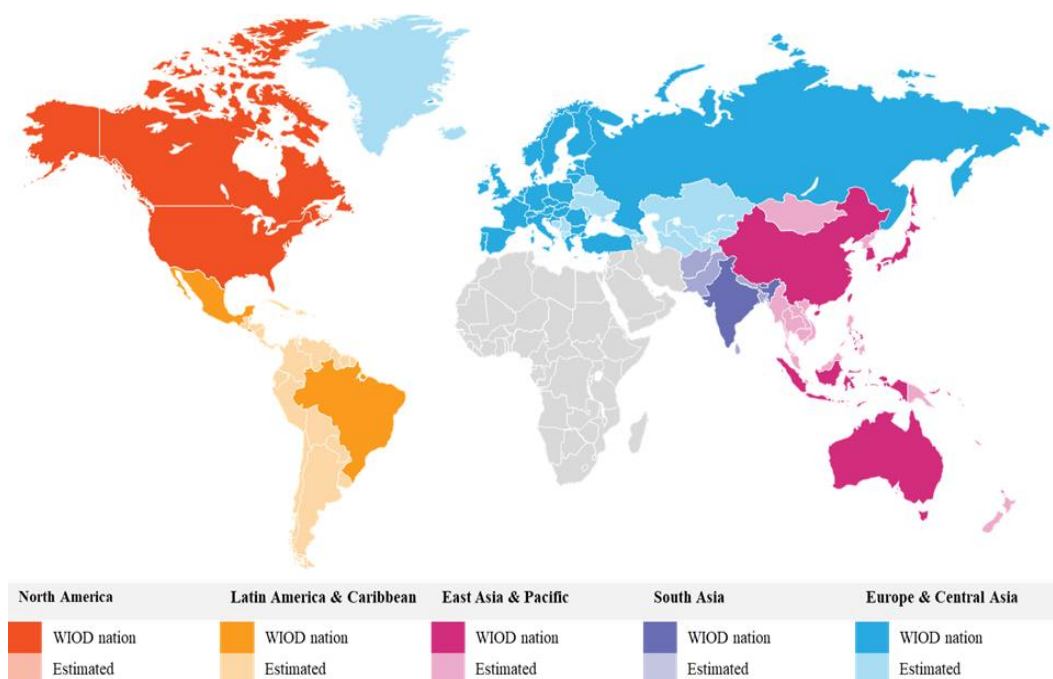 North America Latin America & Caribbean East Asia & Pacific South Asia Europe & Central Asia
WIOD nation WIOD nation WIOD nation WIOD nation WIOD nation
Estimated Estimated Estimated Estimated Estimated